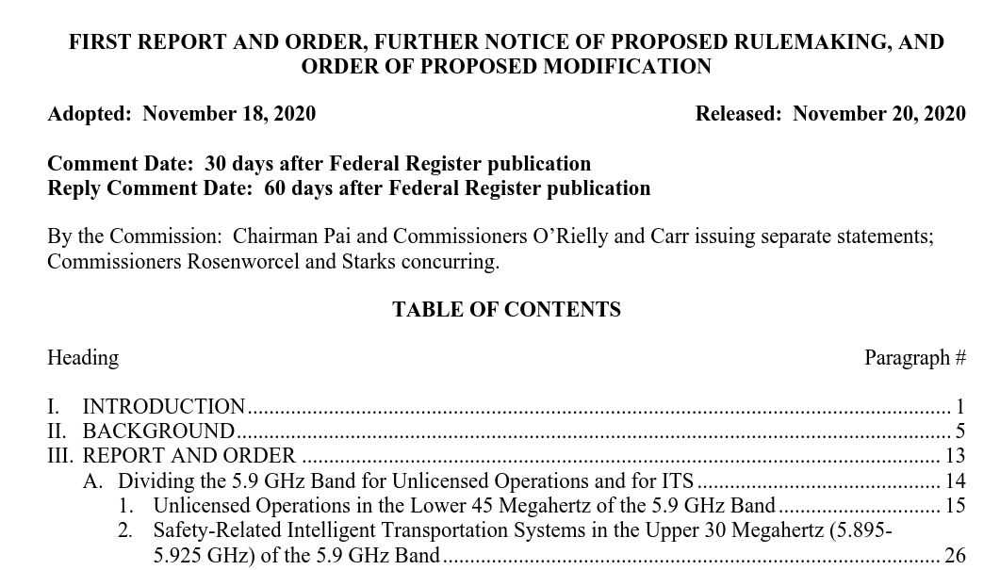 FIRST REPORT AND ORDER, FURTHER NOTICE OF PROPOSED RULEMAKING, AND
ORDER OF PROPOSED MODIFICATION
Adopted:  November 18, 2020 Released:  November 20, 2020
Comment Date:  30 days after Federal Register publication
Reply Comment Date:  60 days after Federal Register publication
By the Commission:  Chairman Pai and Commissioners O’Rielly and Carr issuing separate statements;
Commissioners Rosenworcel and Starks concurring.
TABLE OF CONTENTS
Heading Paragraph #
I. INTRODUCTION.................................................................................................................................. 1
II. BACKGROUND.................................................................................................................................... 5
III. REPORT AND ORDER ...................................................................................................................... 13
A. Dividing the 5.9 GHz Band for Unlicensed Operations and for ITS ............................................. 14
1. Unlicensed Operations in the Lower 45 Megahertz of the 5.9 GHz Band............................... 15
2. Safety-Related Intelligent Transportation Systems in the Upper 30 Megahertz (5.895-
5.925 GHz) of the 5.9 GHz Band............................................................................................. 26